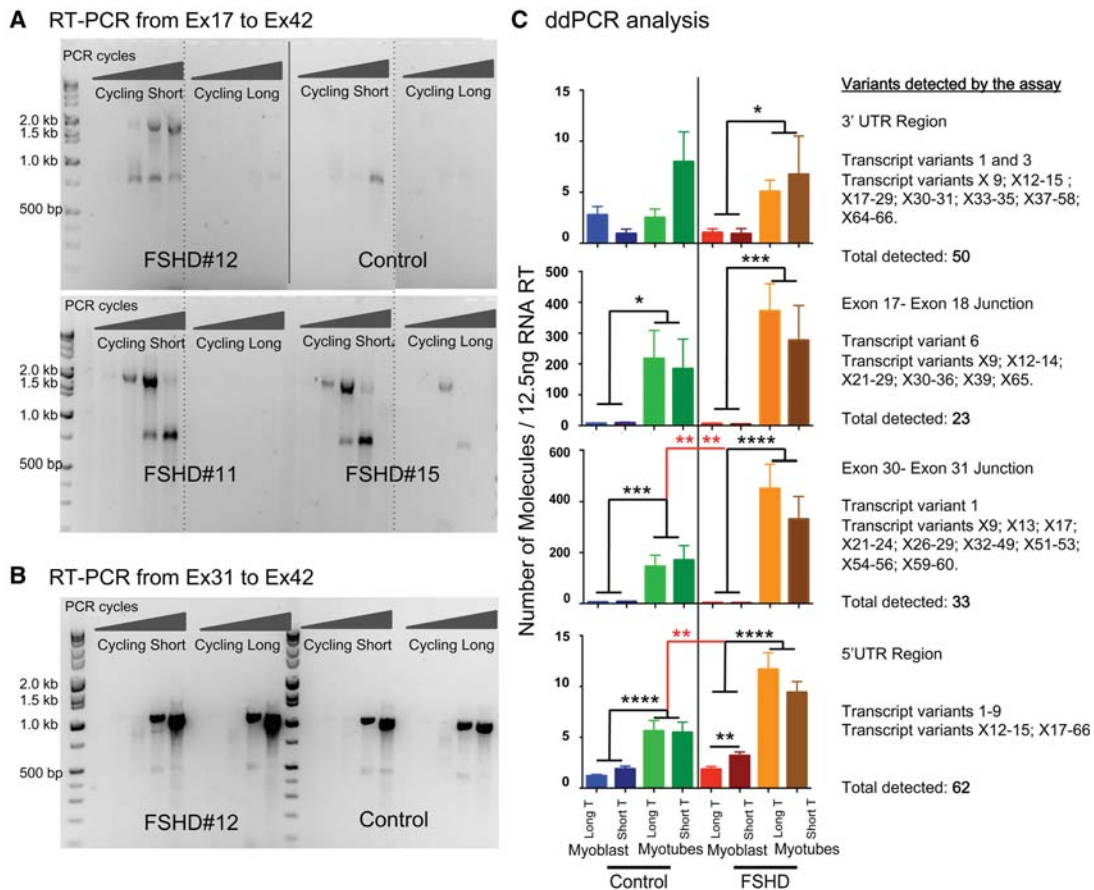 A RT-PCR from Ex17 to Ex42
PCR cycles
Cycling Short
Cycling Long
Cycling Short
Cycling Long
2.0 kb
1.5 kb
1.0 kb
500 bp
FSHD#12
Control
Cycling Short
Cycling Long
Cycling Short
Cycling Long
2.0 kb
1.5 kb
1.0 kb
500 bp
FSHD#11
FSHD#15
B RT-PCR from Ex31 to Ex42
PCR cycles
Cycling Short
Cycling Long
Cycling Short
Cycling Long
2.0 kb
1.5 kb
1.0 kb
500 bp
FSHD#12
Control
C ddPCR analysis
Number of Molecules / 12.5ng RNA RT
15
10
5
0
*
500
400
300
200
100
0
*
***
600
400
200
0
***
** **
****
15
10
5
0
****
**
**
****
Long T
Short T
Long T
Short T
Long T
Short T
Long T
Short T
Myoblast Myotubes Myoblast Myotubes
Control FSHD
Variants detected by the assay
3' UTR Region
Transcript variants 1 and 3
Transcript variants X 9; X12-15 ;
X17-29; X30-31; X33-35; X37-58;
X64-66.
Total detected: 50
Exon 17- Exon 18 Junction
Transcript variant 6
Transcript variants X9; X12-14;
X21-29; X30-36; X39; X65.
Total detected: 23
Exon 30- Exon 31 Junction
Transcript variant 1
Transcript variants X9; X13; X17;
X21-24; X26-29; X32-49; X51-53;
X54-56; X59-60.
Total detected: 33
5'UTR Region
Transcript variants 1-9
Transcript variants X12-15; X17-66
Total detected: 62